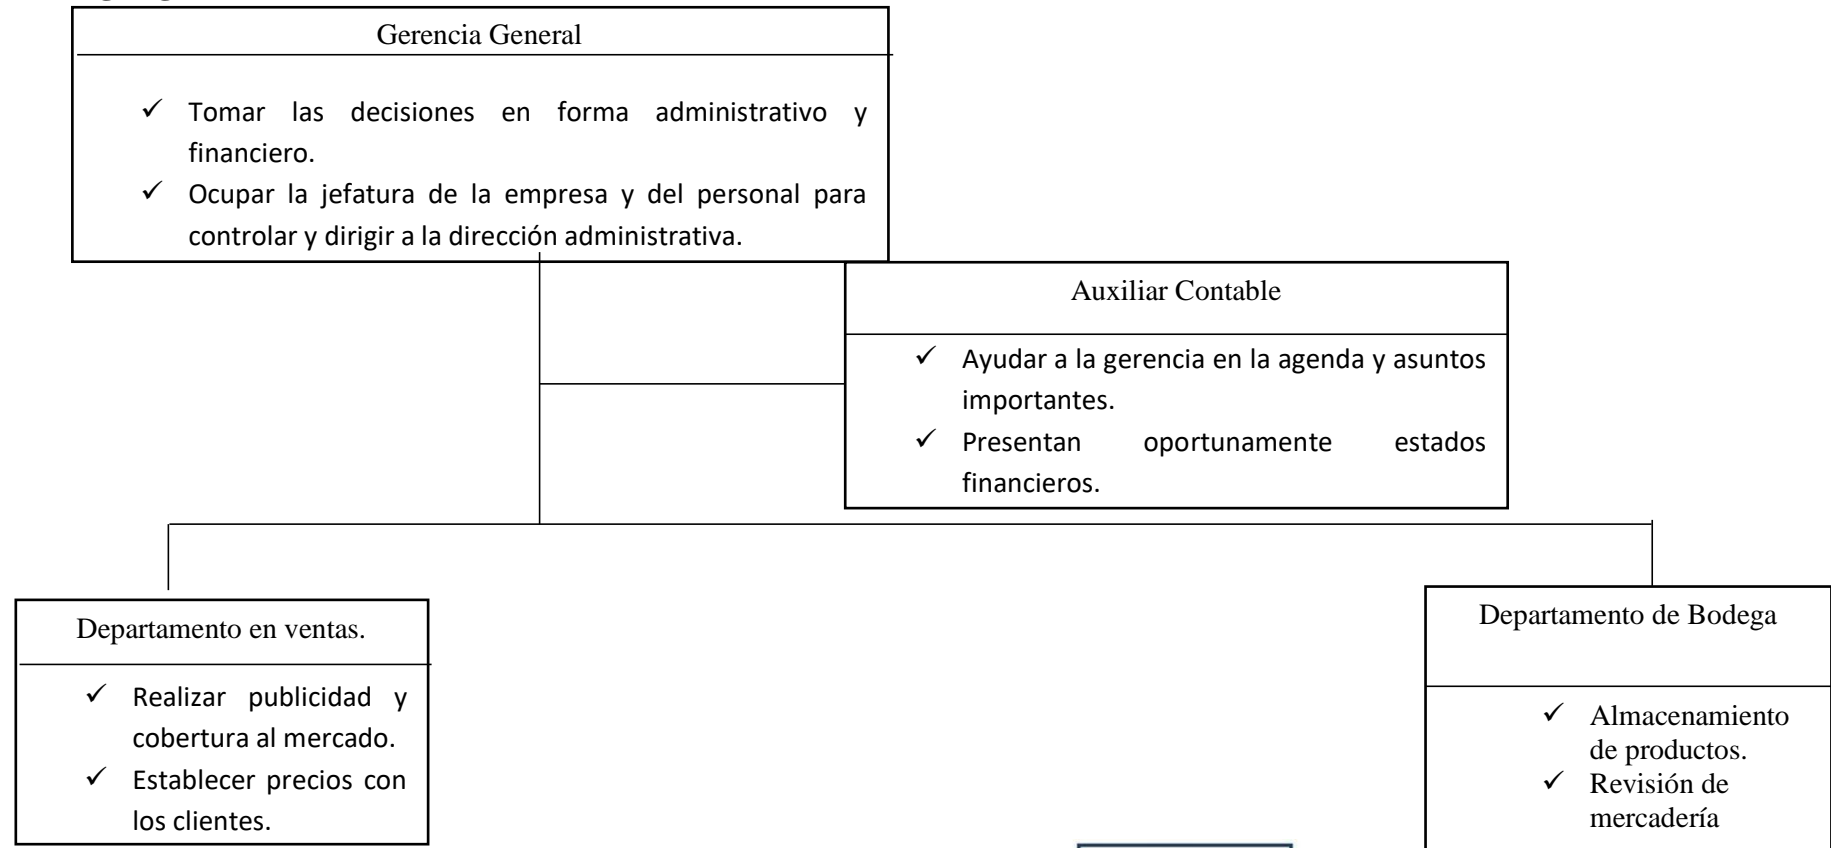 Gerencia General
✓ Tomar las decisiones en forma administrativo y
financiero.
✓ Ocupar la jefatura de la empresa y del personal para
controlar y dirigir a la dirección administrativa.
Auxiliar Contable
✓ Ayudar a la gerencia en la agenda y asuntos
importantes.
✓ Presentan oportunamente estados
financieros.
Departamento en ventas.
✓ Realizar publicidad y
cobertura al mercado.
✓ Establecer precios con
los clientes.
Departamento de Bodega
✓ Almacenamiento
de productos.
✓ Revisión de
mercadería